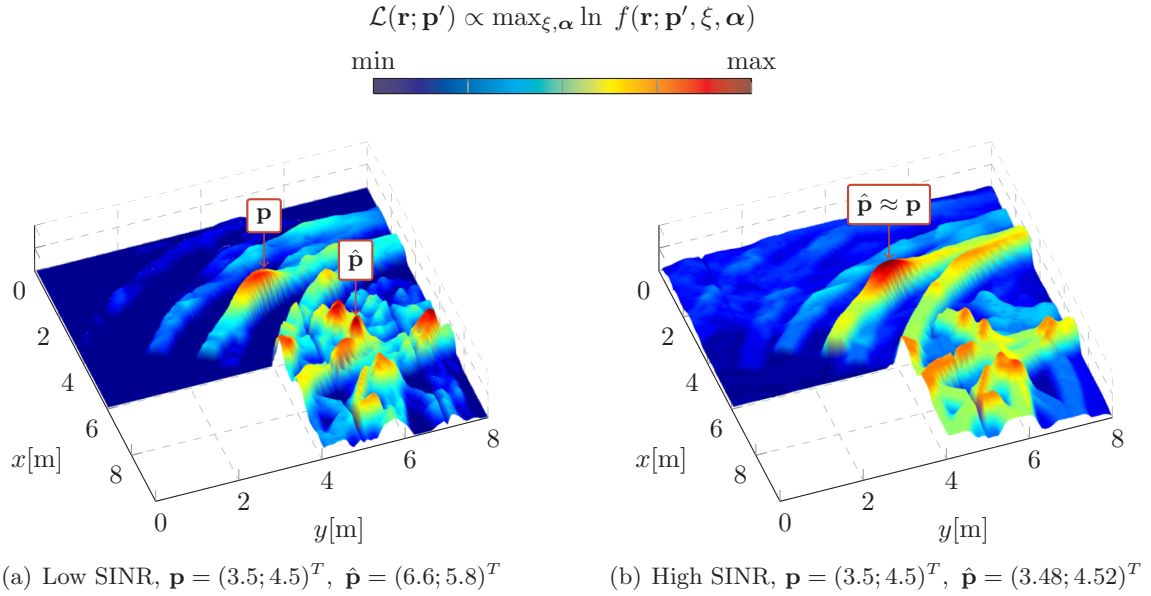 𝓛(𝐫; 𝐩′) ∝ max_{ξ,𝛂} ln f(𝐫; 𝐩′, ξ, 𝛂)
min max
𝐩
𝐩̂
0
2
4
6
8
x[m]
0
2
4
6
8
y[m]
𝐩̂ ≈ 𝐩
0
2
4
6
8
x[m]
0
2
4
6
8
y[m]
(a) Low SINR, 𝐩 = (3.5; 4.5)^T, 𝐩̂ = (6.6; 5.8)^T
(b) High SINR, 𝐩 = (3.5; 4.5)^T, 𝐩̂ = (3.48; 4.52)^T